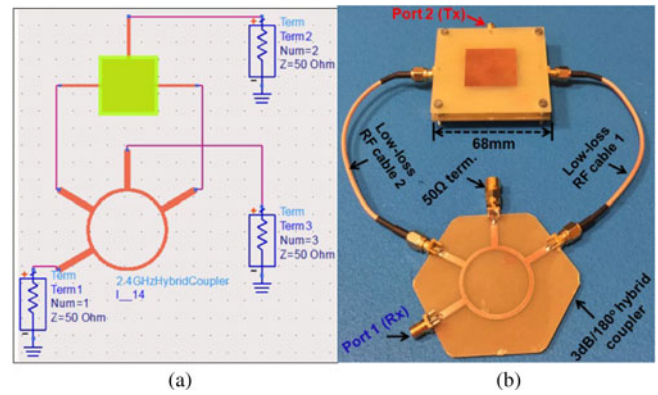 Term
Term2
Num=2
Z=50 Ohm
Term
Term3
Num=3
Z=50 Ohm
Term
Term1
Num=1
Z=50 Ohm
2.4GHzHybridCoupler
I__14
(a)
Port 2 (Tx)
68mm
Low-loss
RF cable 2
50Ω term.
Low-loss
RF cable 1
Port 1 (Rx)
3dB/180º hybrid
coupler
(b)